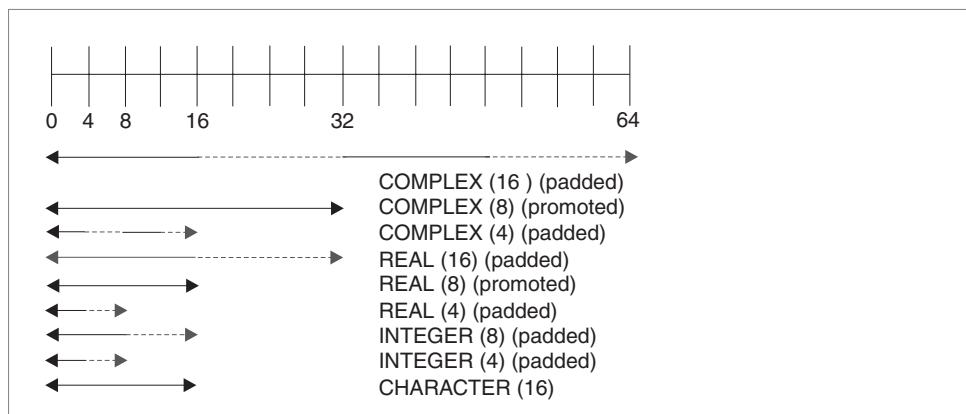 0 4 8 16 32 64
COMPLEX (16 ) (padded)
COMPLEX (8) (promoted)
COMPLEX (4) (padded)
REAL (16) (padded)
REAL (8) (promoted)
REAL (4) (padded)
INTEGER (8) (padded)
INTEGER (4) (padded)
CHARACTER (16)